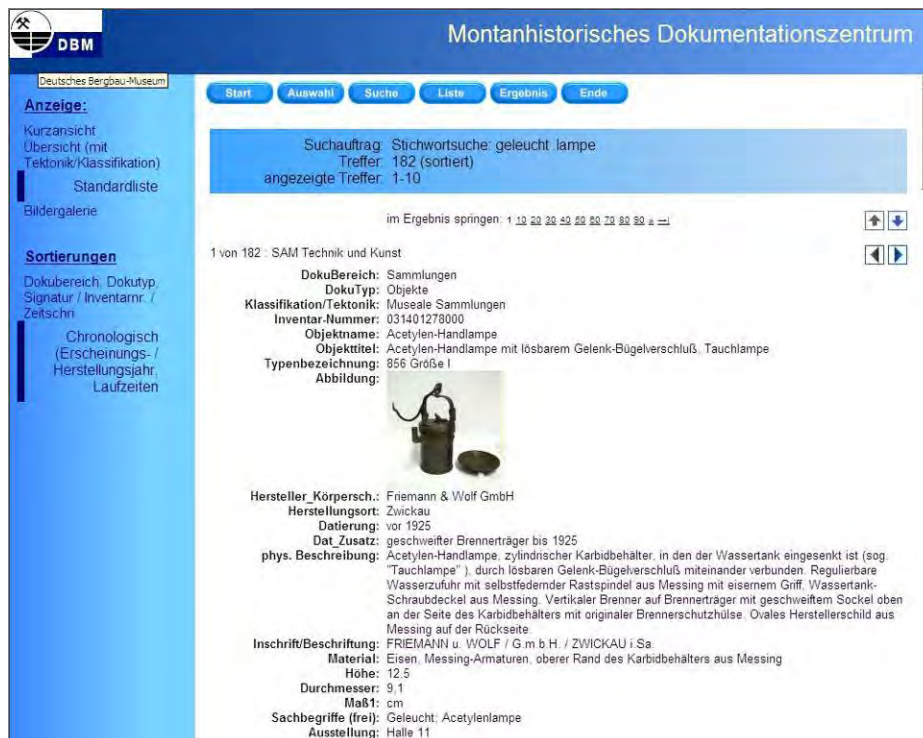 DBM
Montanhistorisches Dokumentationszentrum
Deutsches Bergbau-Museum
Anzeige:
Kurzansicht
Übersicht (mit
Tektonik/Klassifikation)
Standardliste
Bildergalerie
Sortierungen
Dokubereich, Dokutyp,
Signatur / Inventarnr. /
Zeitschri
Chronologisch
(Erscheinungs- /
Herstellungsjahr,
Laufzeiten
Start Auswahl Suche Liste Ergebnis Ende
Suchauftrag: Stichwortsuche: geleucht .lampe
Treffer: 182 (sortiert)
angezeigte Treffer: 1-10
im Ergebnis springen: 1 10 20 30 40 50 60 70 80 90
1 von 182 : SAM Technik und Kunst
DokuBereich: Sammlungen
DokuTyp: Objekte
Klassifikation/Tektonik: Museale Sammlungen
Inventar-Nummer: 031401278000
Objektname: Acetylen-Handlampe
Objekttitel: Acetylen-Handlampe mit lösbarem Gelenk-Bügelverschluß, Tauchlampe
Typenbezeichnung: 856 Größe I
Abbildung:
Hersteller_Körpersch.: Friemann & Wolf GmbH
Herstellungsort: Zwickau
Datierung: vor 1925
Dat_Zusatz: geschweifter Brennerträger bis 1925
phys. Beschreibung: Acetylen-Handlampe, zylindrischer Karbidbehälter, in den der Wassertank eingesenkt ist (sog.
"Tauchlampe" ), durch lösbaren Gelenk-Bügelverschluß miteinander verbunden. Regulierbare
Wasserzufuhr mit selbstfedernder Rastspindel aus Messing mit eisernem Griff, Wassertank-
Schraubdeckel aus Messing. Vertikaler Brenner auf Brennerträger mit geschweiftem Sockel oben
an der Seite des Karbidbehälters mit originaler Brennerschutzhülse. Ovales Herstellerschild aus
Messing auf der Rückseite.
Inschrift/Beschriftung: FRIEMANN u. WOLF / G.m.b.H. / ZWICKAU i.Sa.
Material: Eisen, Messing-Armaturen, oberer Rand des Karbidbehälters aus Messing
Höhe: 12,5
Durchmesser: 9,1
Maß1: cm
Sachbegriffe (frei): Geleucht; Acetylenlampe
Ausstellung: Halle 11